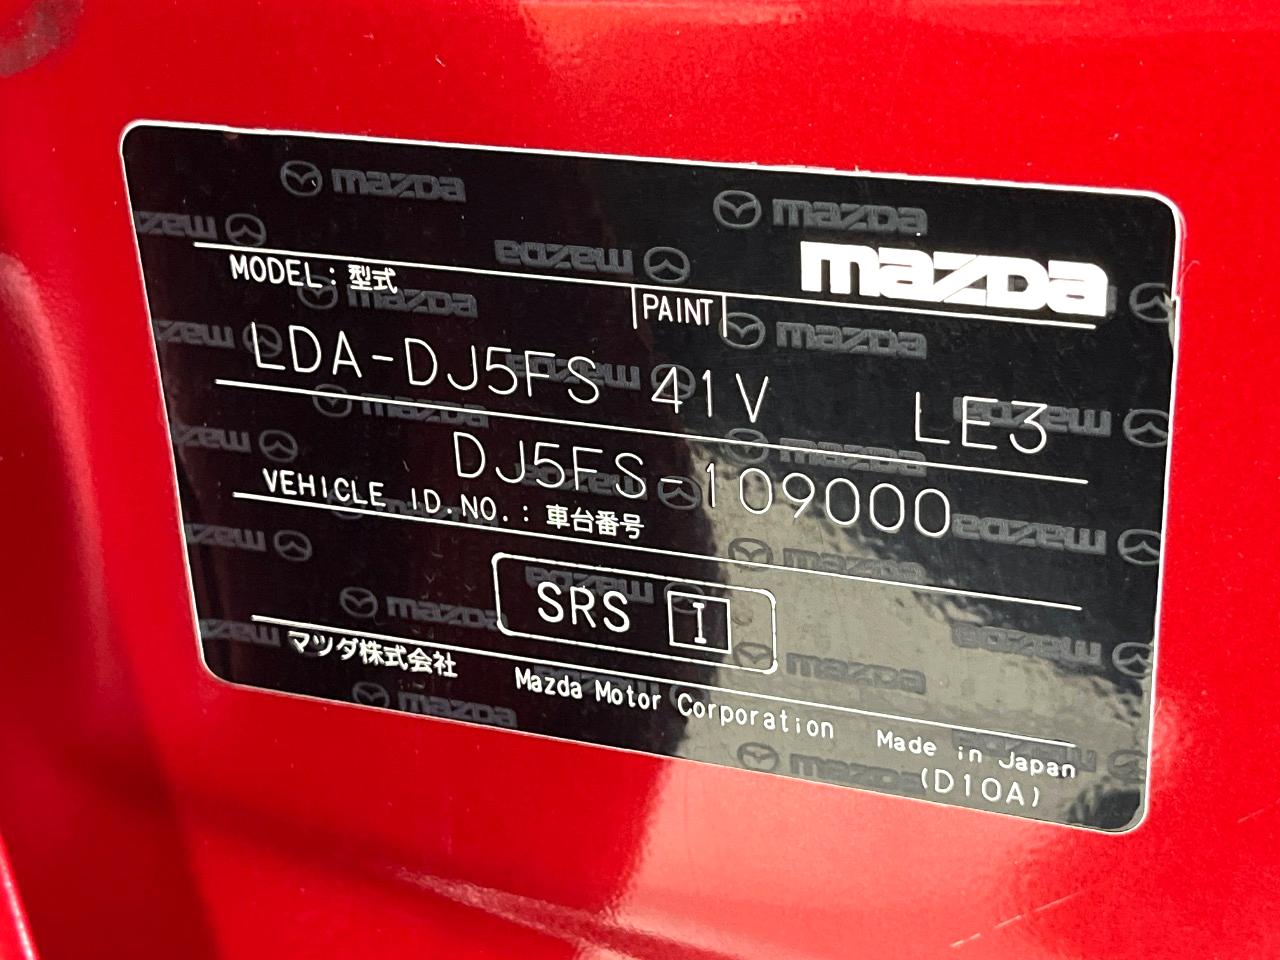 mazda
MODEL：型式
PAINT
LDA-DJ5FS 41V LE3
DJ5FS-109000
VEHICLE ID.NO.：車台番号
SRS I
マツダ株式会社 Mazda Motor Corporation Made in Japan
(D10A)